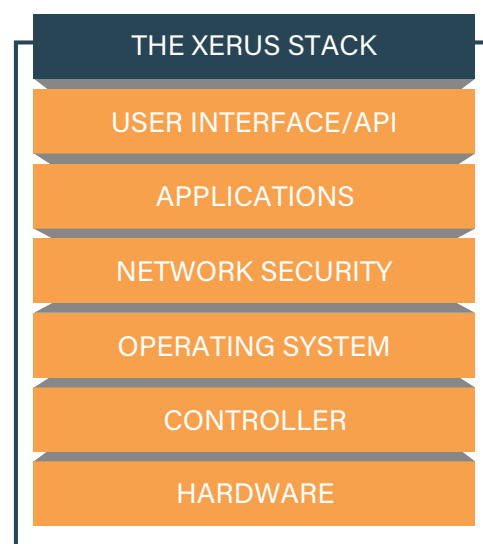 THE XERUS STACK
USER INTERFACE/API
APPLICATIONS
NETWORK SECURITY
OPERATING SYSTEM
CONTROLLER
HARDWARE